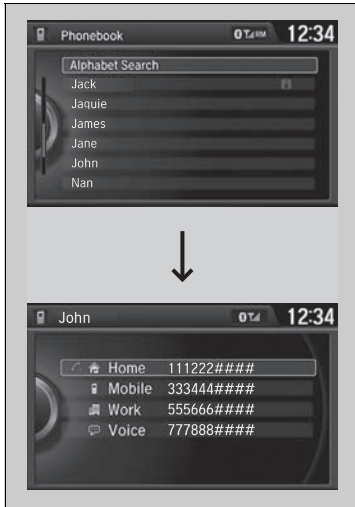 Phonebook 12:34
Alphabet Search
Jack
Jaquie
James
Jane
John
Nan
John 12:34
Home 111222####
Mobile 333444####
Work 555666####
Voice 777888####